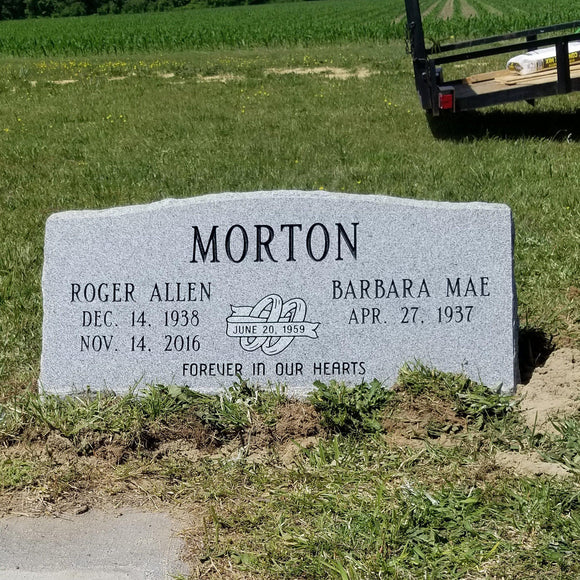 MORTON
ROGER ALLEN
DEC. 14, 1938
NOV. 14, 2016
JUNE 20, 1959
BARBARA MAE
APR. 27, 1937
FOREVER IN OUR HEARTS